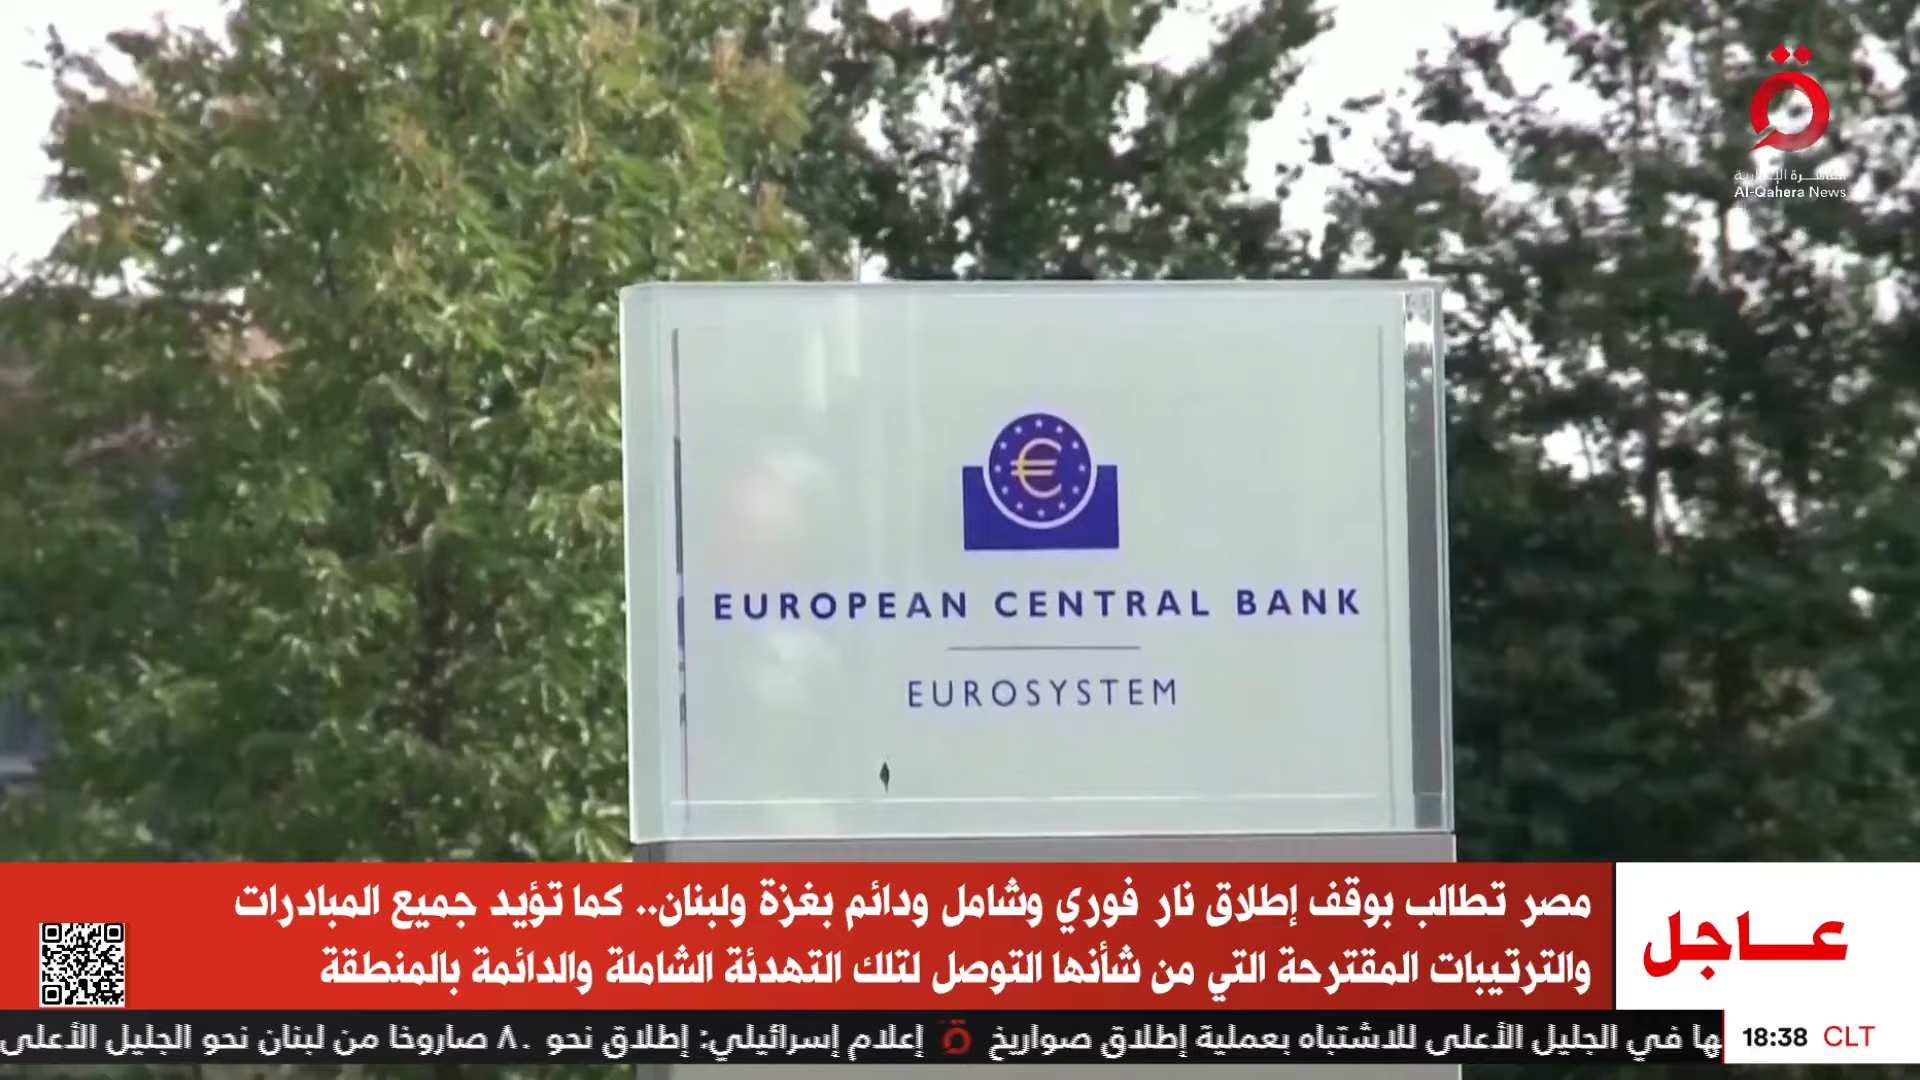 القاهرة الإخبارية
Al-Qahera News
€
EUROPEAN CENTRAL BANK
EUROSYSTEM
عاجل
مصر تطالب بوقف إطلاق نار فوري وشامل ودائم بغزة ولبنان.. كما تؤيد جميع المبادرات
والترتيبات المقترحة التي من شأنها التوصل لتلك التهدئة الشاملة والدائمة بالمنطقة
في الجليل الأعلى للاشتباه بعملية إطلاق صواريخ إعلام إسرائيلي: إطلاق نحو ٨٠ صاروخا من لبنان نحو الجليل الأعلى
18:38 CLT